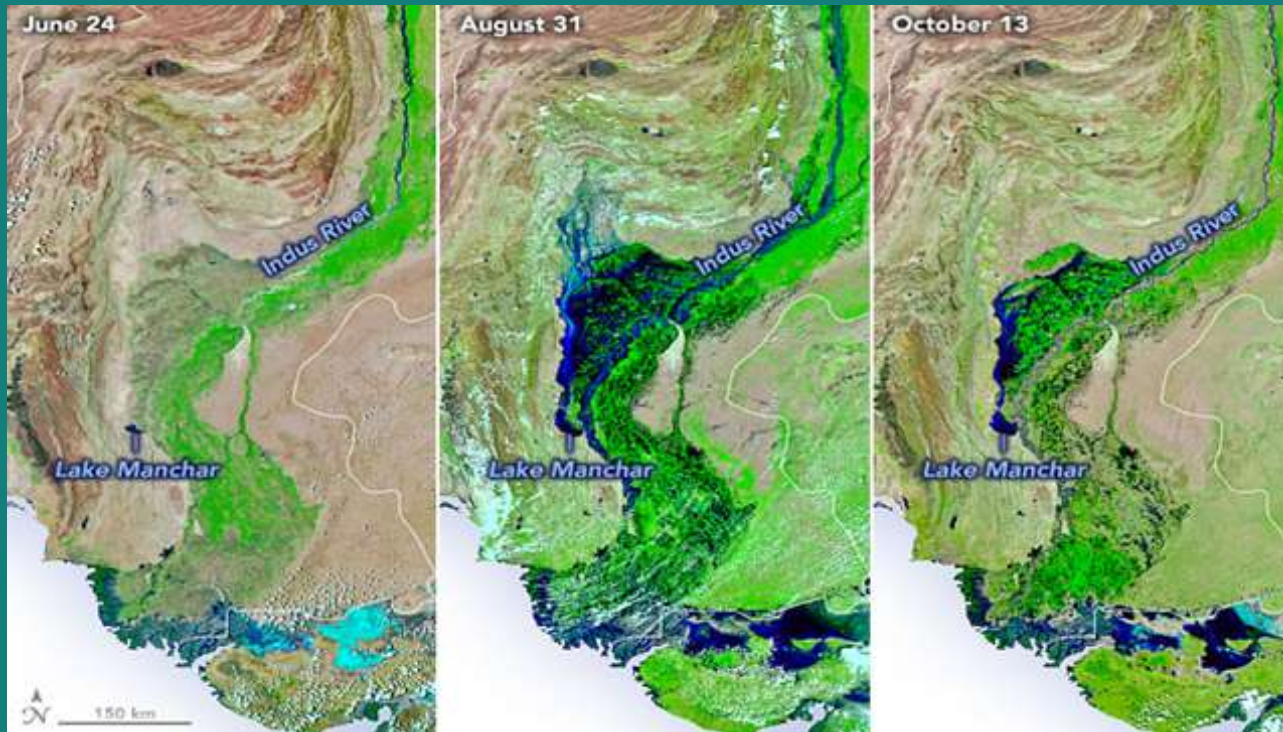 June 24
Indus River
Lake Manchar
N
150 km
August 31
Indus River
Lake Manchar
October 13
Indus River
Lake Manchar